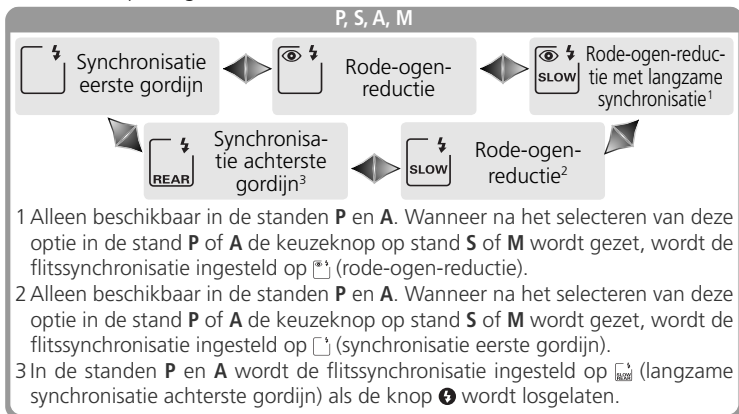 P, S, A, M
Synchronisatie
eerste gordijn
Rode-ogen-
reductie
SLOW
Rode-ogen-reduc-
tie met langzame
synchronisatie1
REAR
Synchronisa-
tie achterste
gordijn3
SLOW
Rode-ogen-
reductie2
1 Alleen beschikbaar in de standen P en A. Wanneer na het selecteren van deze
optie in de stand P of A de keuzeknop op stand S of M wordt gezet, wordt de
flitssynchronisatie ingesteld op (rode-ogen-reductie).
2 Alleen beschikbaar in de standen P en A. Wanneer na het selecteren van deze
optie in de stand P of A de keuzeknop op stand S of M wordt gezet, wordt de
flitssynchronisatie ingesteld op (synchronisatie eerste gordijn).
3 In de standen P en A wordt de flitssynchronisatie ingesteld op SLOW REAR (langzame
synchronisatie achterste gordijn) als de knop wordt losgelaten.